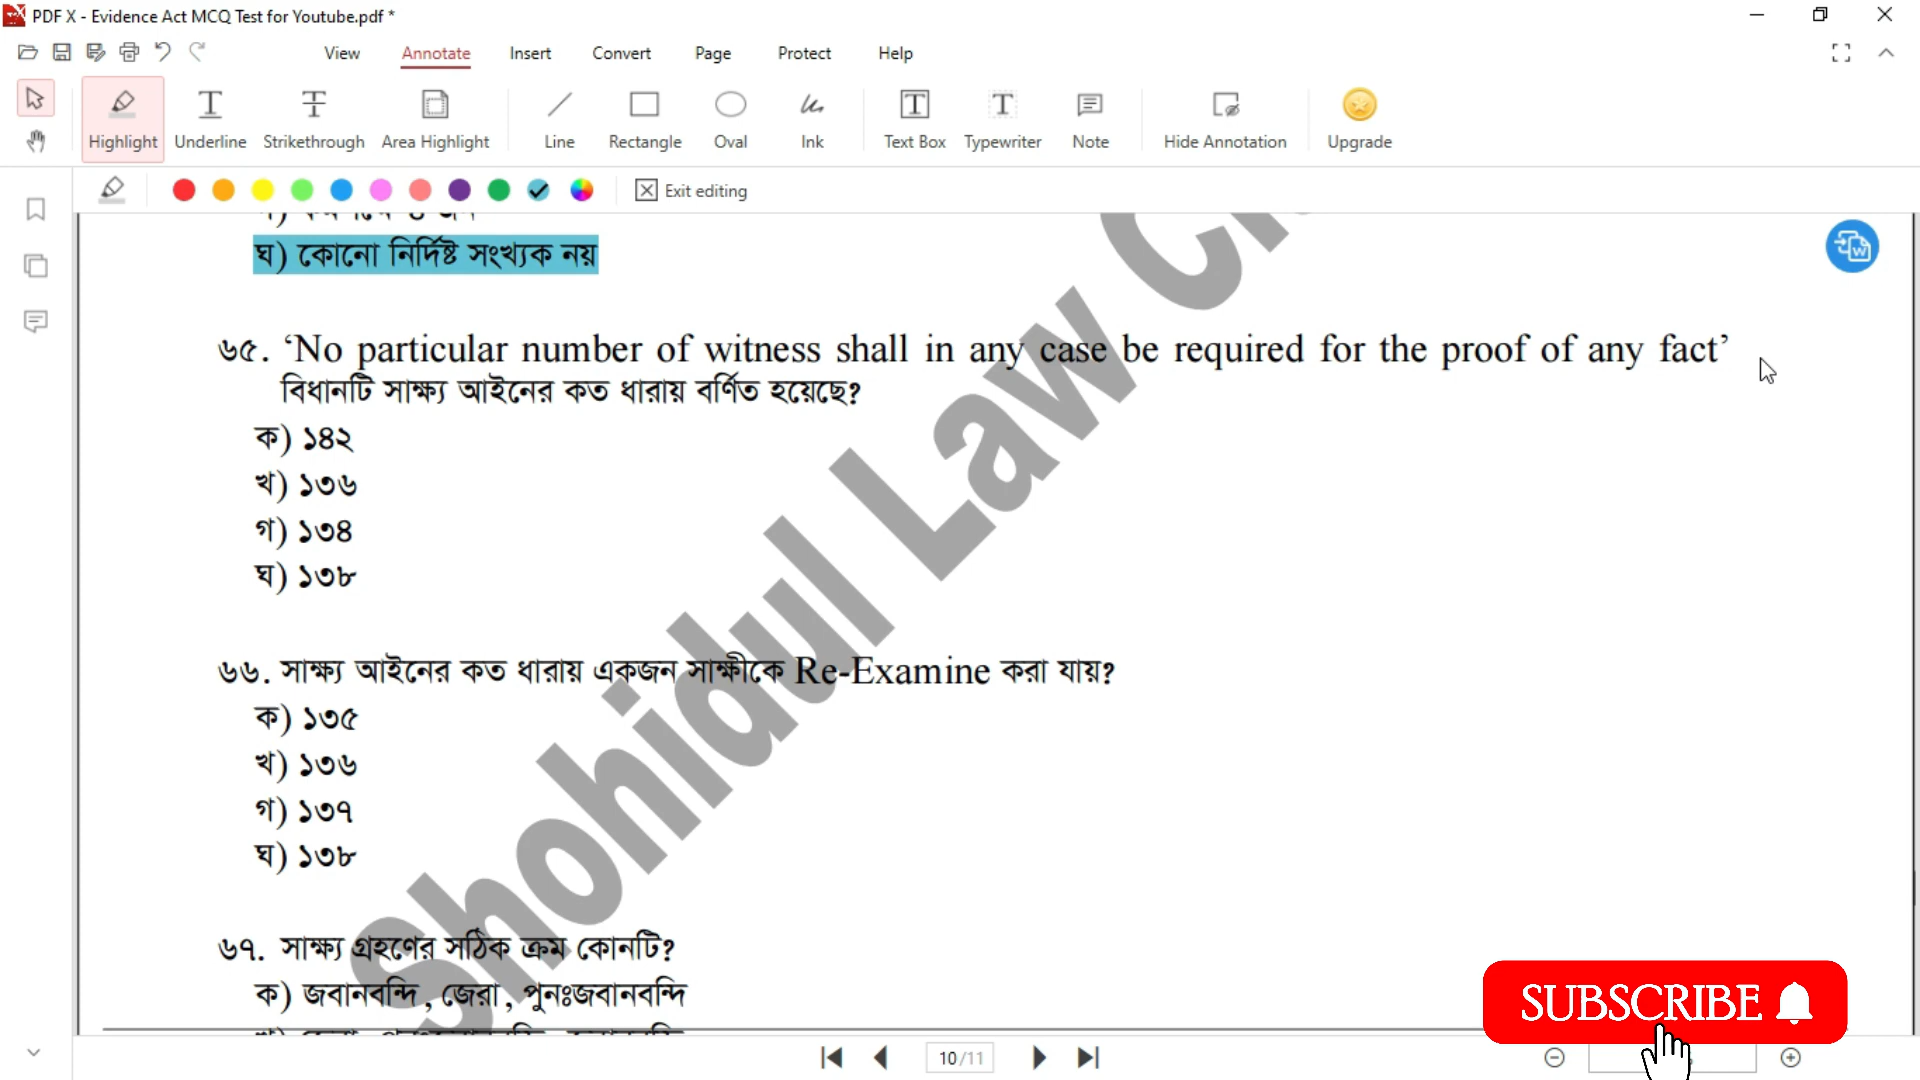 PDF X - Evidence Act MCQ Test for Youtube.pdf *
View Annotate Insert Convert Page Protect Help
Highlight Underline Strikethrough Area Highlight Line Rectangle Oval Ink Text Box Typewriter Note Hide Annotation Upgrade
Exit editing
ঘ) কোনো নির্দিষ্ট সংখ্যক নয়
৬৫. ‘No particular number of witness shall in any case be required for the proof of any fact’
বিধানটি সাক্ষ্য আইনের কত ধারায় বর্ণিত হয়েছে?
ক) ১৪২
খ) ১৩৬
গ) ১৩৪
ঘ) ১৩৮
৬৬. সাক্ষ্য আইনের কত ধারায় একজন সাক্ষীকে Re-Examine করা যায়?
ক) ১৩৫
খ) ১৩৬
গ) ১৩৭
ঘ) ১৩৮
৬৭. সাক্ষ্য গ্রহণের সঠিক ক্রম কোনটি?
ক) জবানবন্দি, জেরা, পুনঃজবানবন্দি
Shohidul Law
SUBSCRIBE
10/11